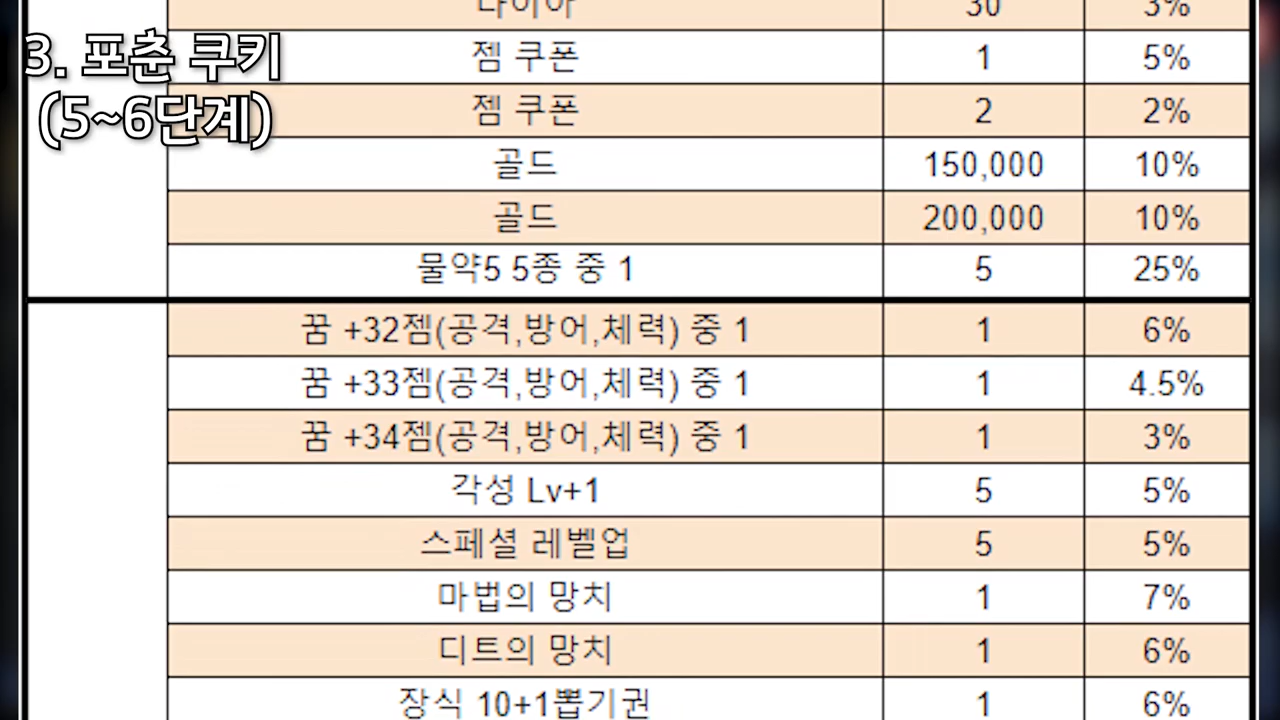 다이아 30 3%
3. 포춘 쿠키
(5~6단계)
젬 쿠폰 1 5%
젬 쿠폰 2 2%
골드 150,000 10%
골드 200,000 10%
물약5 5종 중 1 5 25%
꿈 +32젬(공격,방어,체력) 중 1 1 6%
꿈 +33젬(공격,방어,체력) 중 1 1 4.5%
꿈 +34젬(공격,방어,체력) 중 1 1 3%
각성 Lv+1 5 5%
스페셜 레벨업 5 5%
마법의 망치 1 7%
디트의 망치 1 6%
장식 10+1뽑기권 1 6%